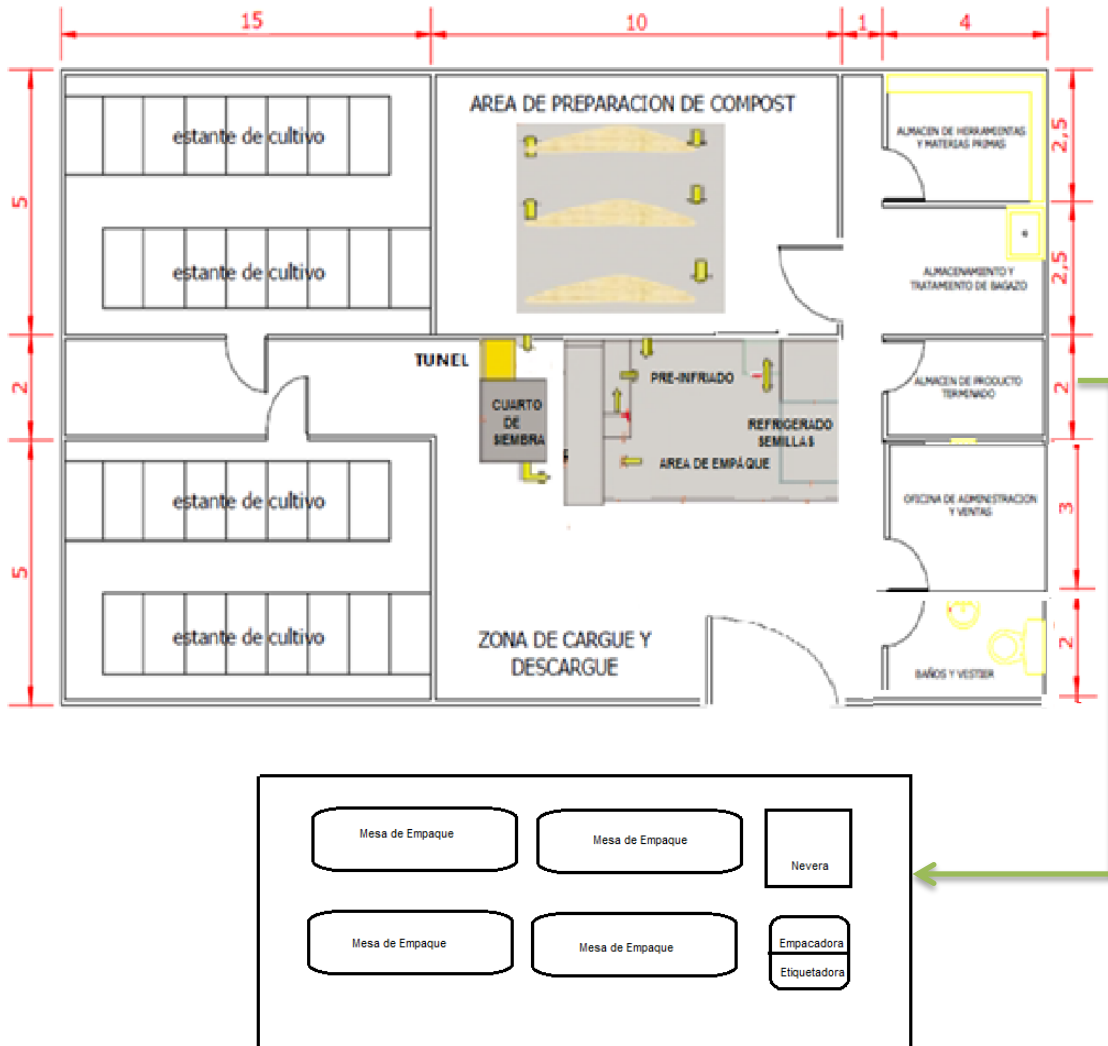 15
10
1
4
AREA DE PREPARACION DE COMPOST
estante de cultivo
ALMACEN DE HERRAMIENTAS
Y MATERIAS PRIMAS
2,5
5
estante de cultivo
ALMACENAMIENTO Y
TRATAMIENTO DE BAGAZO
2,5
TUNEL
PRE-INFRIADO
ALMACEN DE PRODUCTO
TERMINADO
2
2
CUARTO
DE
SIEMBRA
REFRIGERADO
SEMILLAS
AREA DE EMPÁQUE
estante de cultivo
OFICINA DE ADMINISTRACION
Y VENTAS
3
5
estante de cultivo
ZONA DE CARGUE Y
DESCARGUE
BAÑOS Y VESTIER
2
Mesa de Empaque
Mesa de Empaque
Nevera
Mesa de Empaque
Mesa de Empaque
Empacadora
Etiquetadora